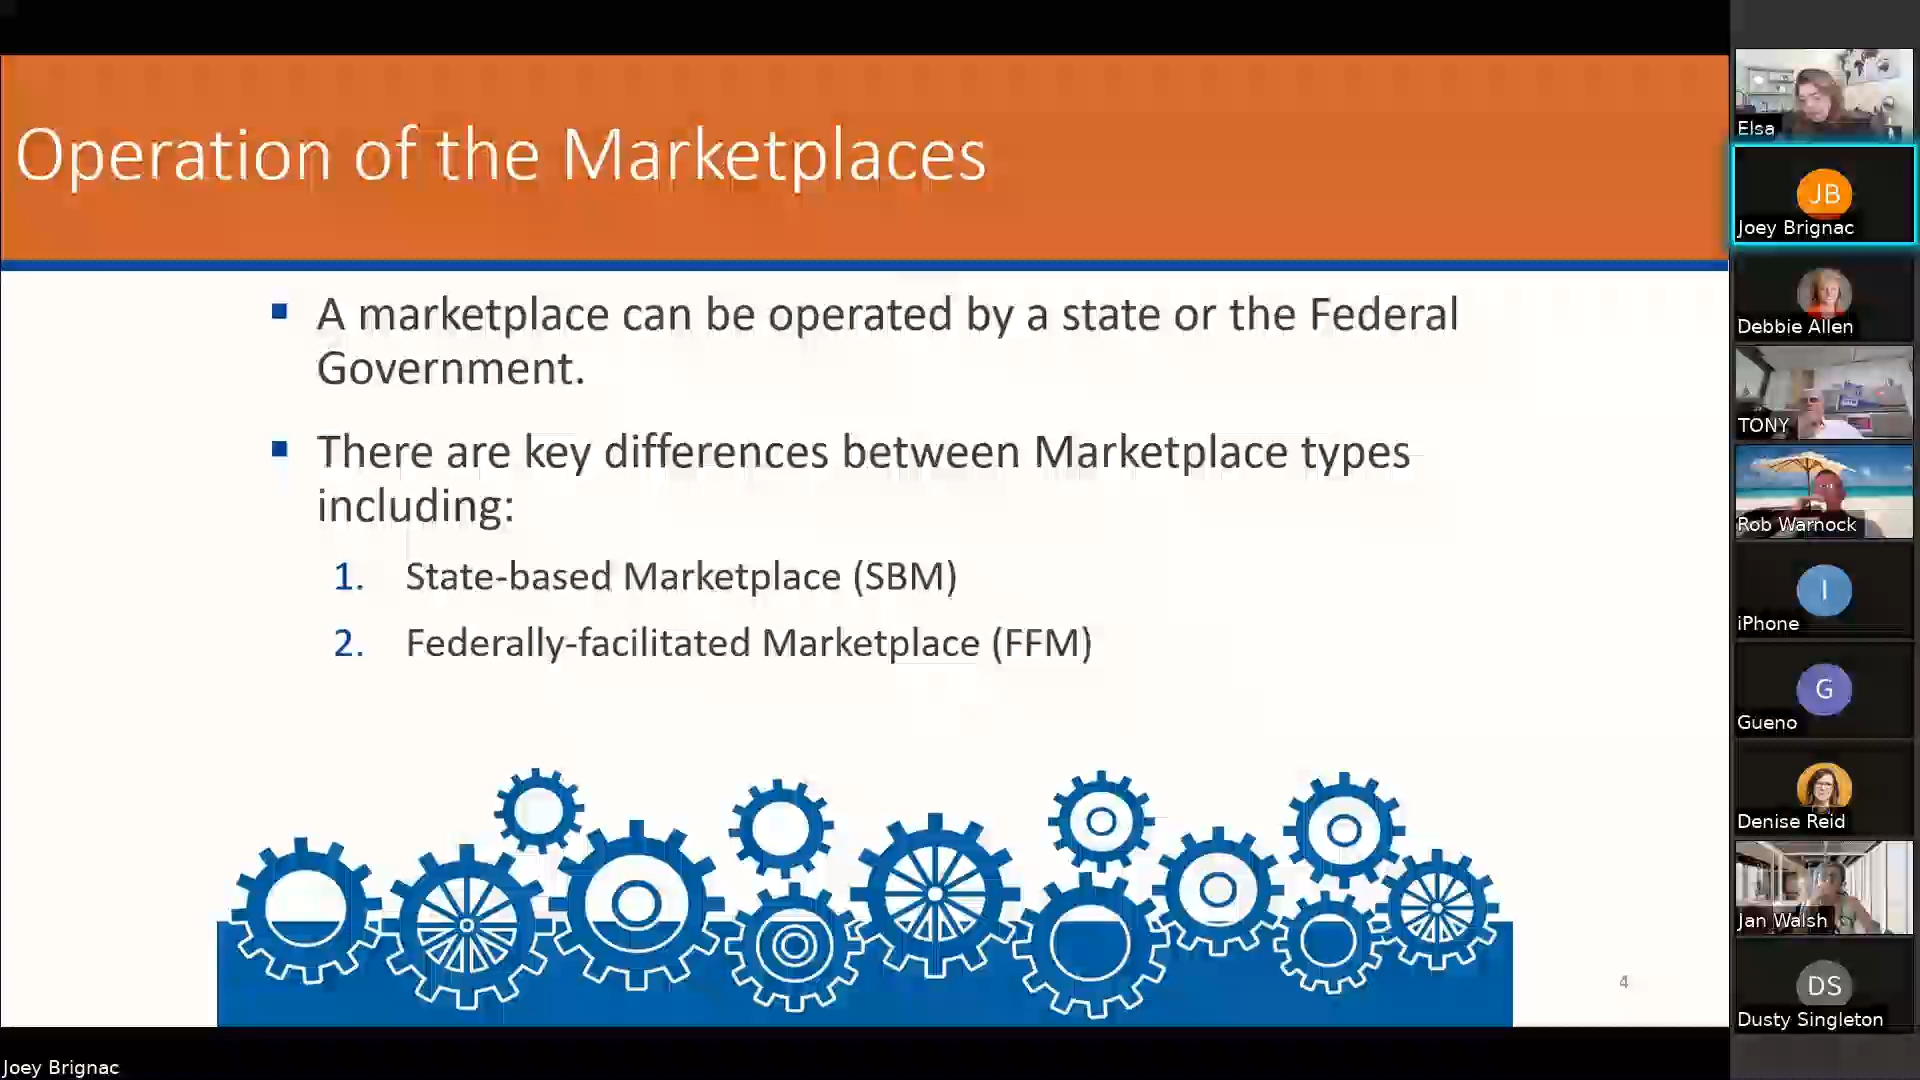 Operation of the Marketplaces
A marketplace can be operated by a state or the Federal
Government.
There are key differences between Marketplace types
including:
1. State-based Marketplace (SBM)
2. Federally-facilitated Marketplace (FFM)
4
Joey Brignac
Elsa
JB
Joey Brignac
Debbie Allen
TONY
Rob Warnock
I
iPhone
G
Gueno
Denise Reid
Jan Walsh
DS
Dusty Singleton